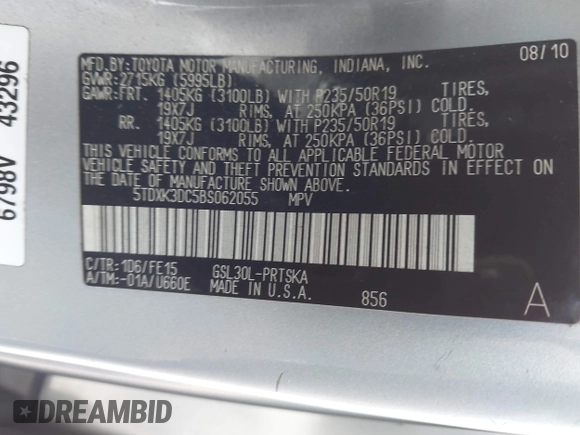 MFD.BY:TOYOTA MOTOR MANUFACTURING, INDIANA, INC. 08/10
GVWR:2715KG (5995LB)
GAWR:FRT. 1405KG (3100LB) WITH P235/50R19 TIRES,
19X7J RIMS, AT 250KPA (36PSI) COLD.
RR. 1405KG (3100LB) WITH P235/50R19 TIRES,
19X7J RIMS, AT 250KPA (36PSI) COLD.
THIS VEHICLE CONFORMS TO ALL APPLICABLE FEDERAL MOTOR
VEHICLE SAFETY AND THEFT PREVENTION STANDARDS IN EFFECT ON
THE DATE OF MANUFACTURE SHOWN ABOVE.
5TDXK3DC5BS062055 MPV
C/TR:1D6/FE15 GSL30L-PRTSKA
A/TM:-01A/U660E MADE IN U.S.A. 856 A
6798V 43296
DREAMBID